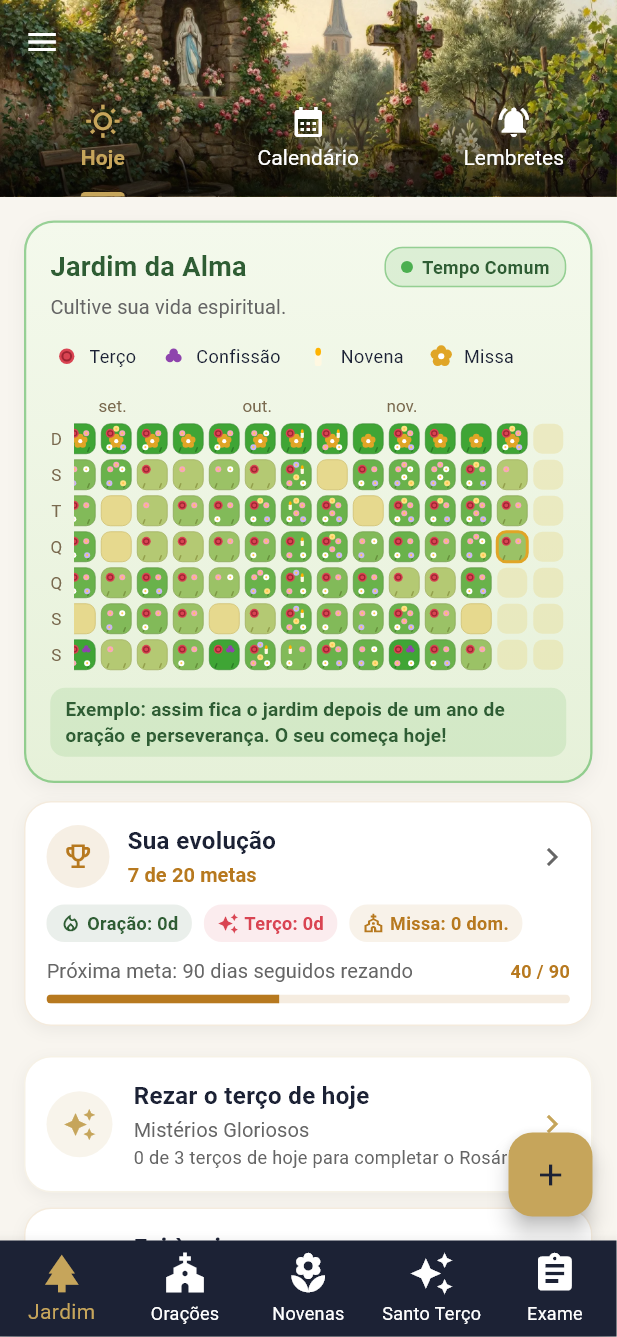 Hoje
Calendário
Lembretes
Jardim da Alma
Tempo Comum
Cultive sua vida espiritual.
Terço
Confissão
Novena
Missa
set.
out.
nov.
D
S
T
Q
Q
S
S
Exemplo: assim fica o jardim depois de um ano de
oração e perseverança. O seu começa hoje!
Sua evolução
7 de 20 metas
Oração: 0d
Terço: 0d
Missa: 0 dom.
Próxima meta: 90 dias seguidos rezando
40 / 90
Rezar o terço de hoje
Mistérios Gloriosos
0 de 3 terços de hoje para completar o Rosár
Jardim
Orações
Novenas
Santo Terço
Exame